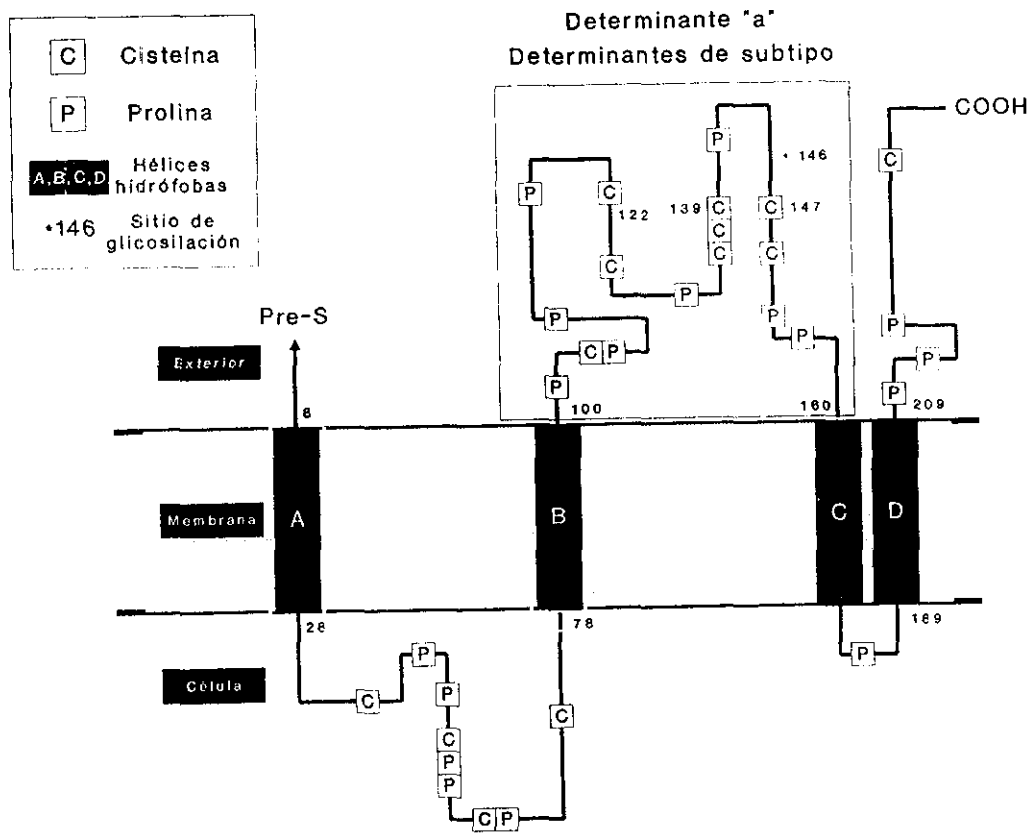 Determinante "a"
Determinantes de subtipo
C Cisteína
P Prolina
A,B,C,D Hélices
hidrófobas
*146 Sitio de
glicosilación
COOH
C
P
* 146
P
C
122
139
C
C
147
C
C
C
C
P
Pre-S
P
P
P
P
C
P
P
Exterior
P
P
8
100
160
209
Membrana
A
B
C
D
28
78
189
P
P
Célula
C
P
C
C
P
P
C
P